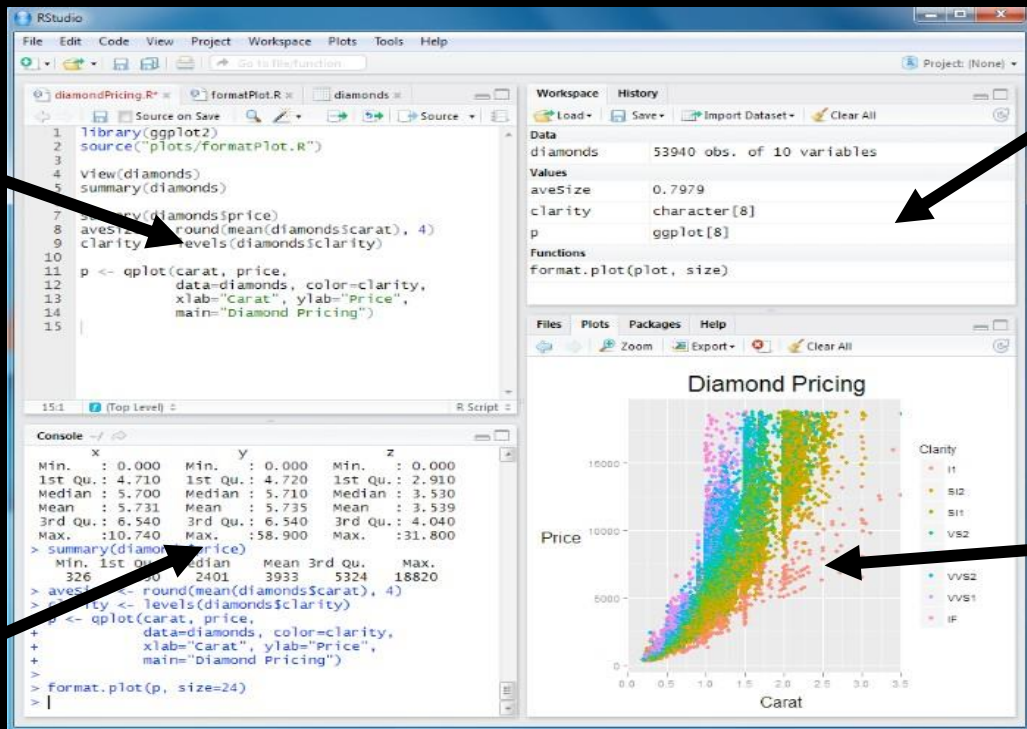 RStudio
File Edit Code View Project Workspace Plots Tools Help
Go to file/function
Project: (None)
diamondPricing.R* formatPlot.R diamonds
Source on Save Source
1 library(ggplot2)
2 source("plots/formatPlot.R")
3
4 View(diamonds)
5 summary(diamonds)
7 summary(diamonds$price)
8 round(mean(diamonds$carat), 4)
9 clarity levels(diamonds$clarity)
10
11 p <- qplot(carat, price,
12 data=diamonds, color=clarity,
13 xlab="Carat", ylab="Price",
14 main="Diamond Pricing")
15
15:1 (Top Level) R Script
Console ~/
x y z
Min. : 0.000 Min. : 0.000 Min. : 0.000
1st Qu.: 4.710 1st Qu.: 4.720 1st Qu.: 2.910
Median : 5.700 Median : 5.710 Median : 3.530
Mean : 5.731 Mean : 5.735 Mean : 3.539
3rd Qu.: 6.540 3rd Qu.: 6.540 3rd Qu.: 4.040
Max. :10.740 Max. :58.900 Max. :31.800
> summary(diamonds$price)
Min. 1st Qu. Median Mean 3rd Qu. Max.
326 2401 3933 5324 18820
> aveSize <- round(mean(diamonds$carat), 4)
> clarity <- levels(diamonds$clarity)
p <- qplot(carat, price,
+ data=diamonds, color=clarity,
+ xlab="Carat", ylab="Price",
+ main="Diamond Pricing")
>
> format.plot(p, size=24)
>
Workspace History
Load Save Import Dataset Clear All
Data
diamonds 53940 obs. of 10 variables
Values
aveSize 0.7979
clarity character[8]
p ggplot[8]
Functions
format.plot(plot, size)
Files Plots Packages Help
Zoom Export Clear All
Diamond Pricing
Clarity
I1
SI2
SI1
VS2
VVS2
VVS1
IF
Price
15000
10000
5000
0
0.0 0.5 1.0 1.5 2.0 2.5 3.0 3.5
Carat